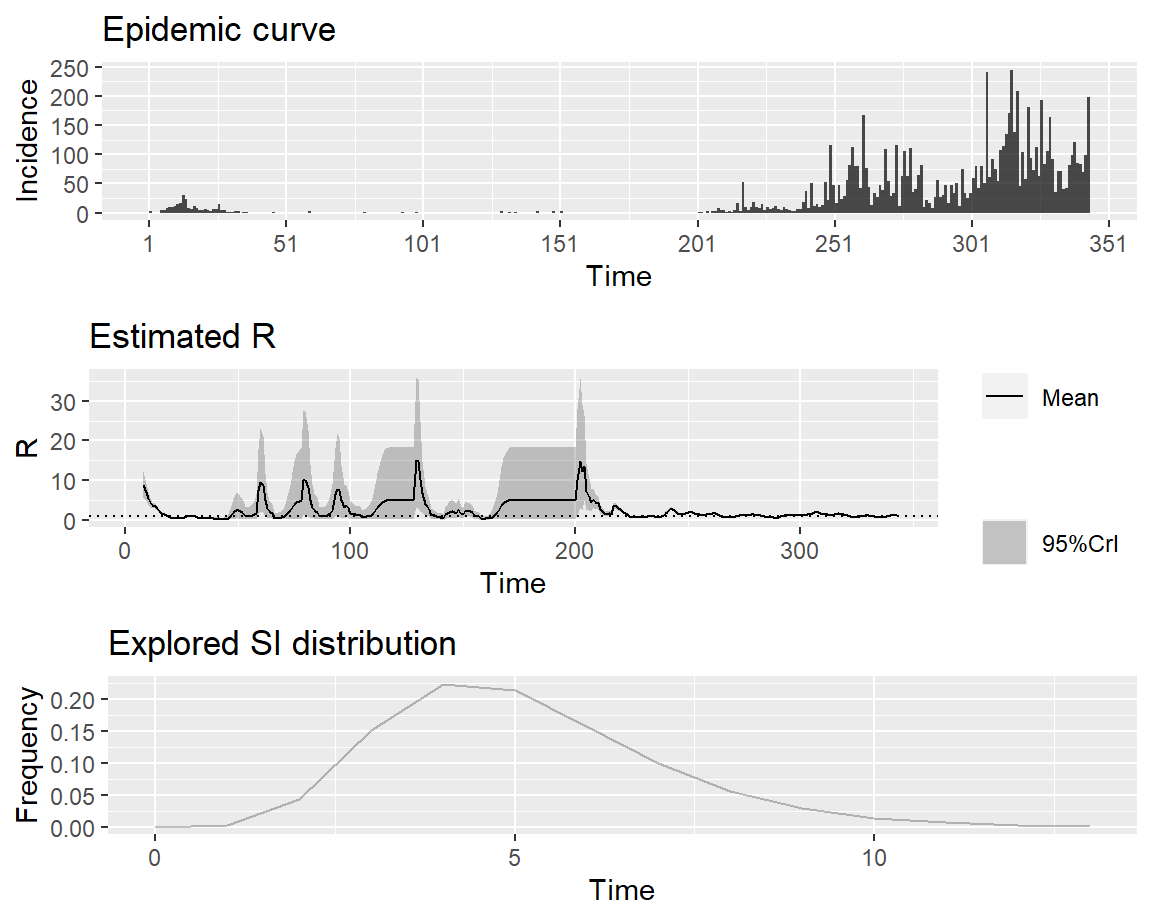 Epidemic curve
250
200
150
100
50
0
Incidence
1 51 101 151 201 251 301 351
Time
Estimated R
30
20
10
0
R
0 100 200 300
Time
Mean
95%CrI
Explored SI distribution
0.20
0.15
0.10
0.05
0.00
Frequency
0 5 10
Time